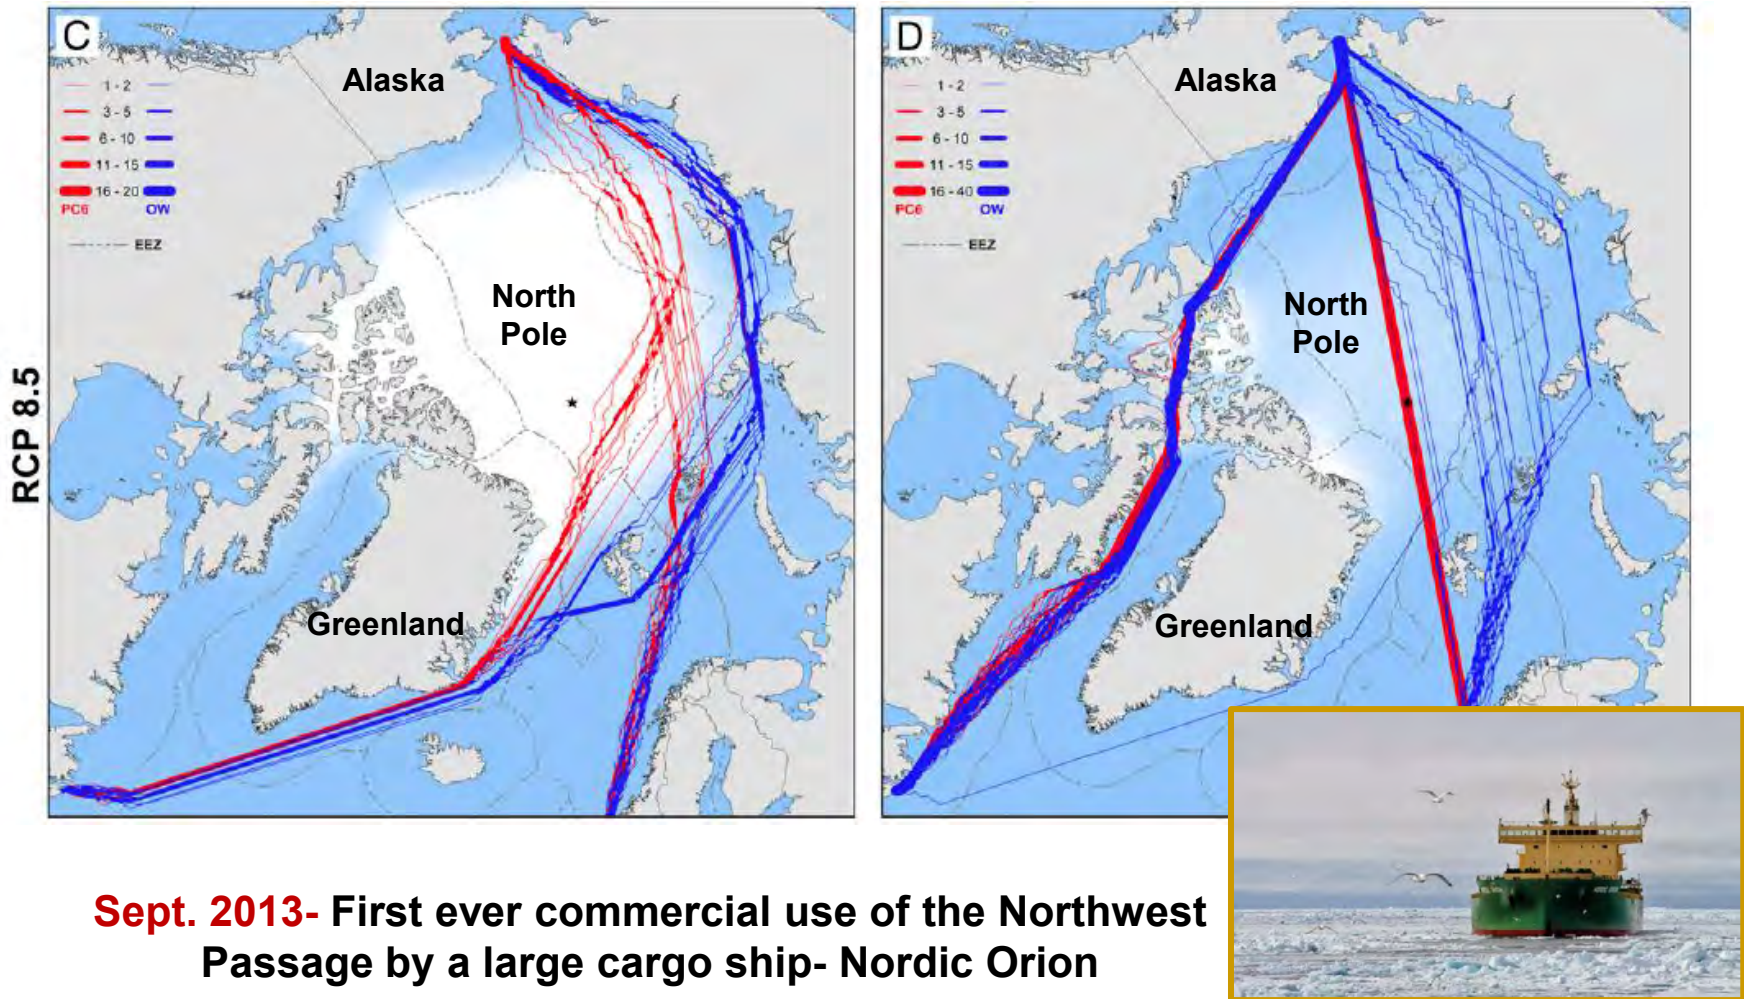 C
Alaska
1 - 2
3 - 5
6 - 10
11 - 15
16 - 20
PC6 OW
EEZ
North
Pole
Greenland
D
Alaska
1 - 2
3 - 5
6 - 10
11 - 15
16 - 40
PC6 OW
EEZ
North
Pole
Greenland
RCP 8.5
Sept. 2013- First ever commercial use of the Northwest
Passage by a large cargo ship- Nordic Orion